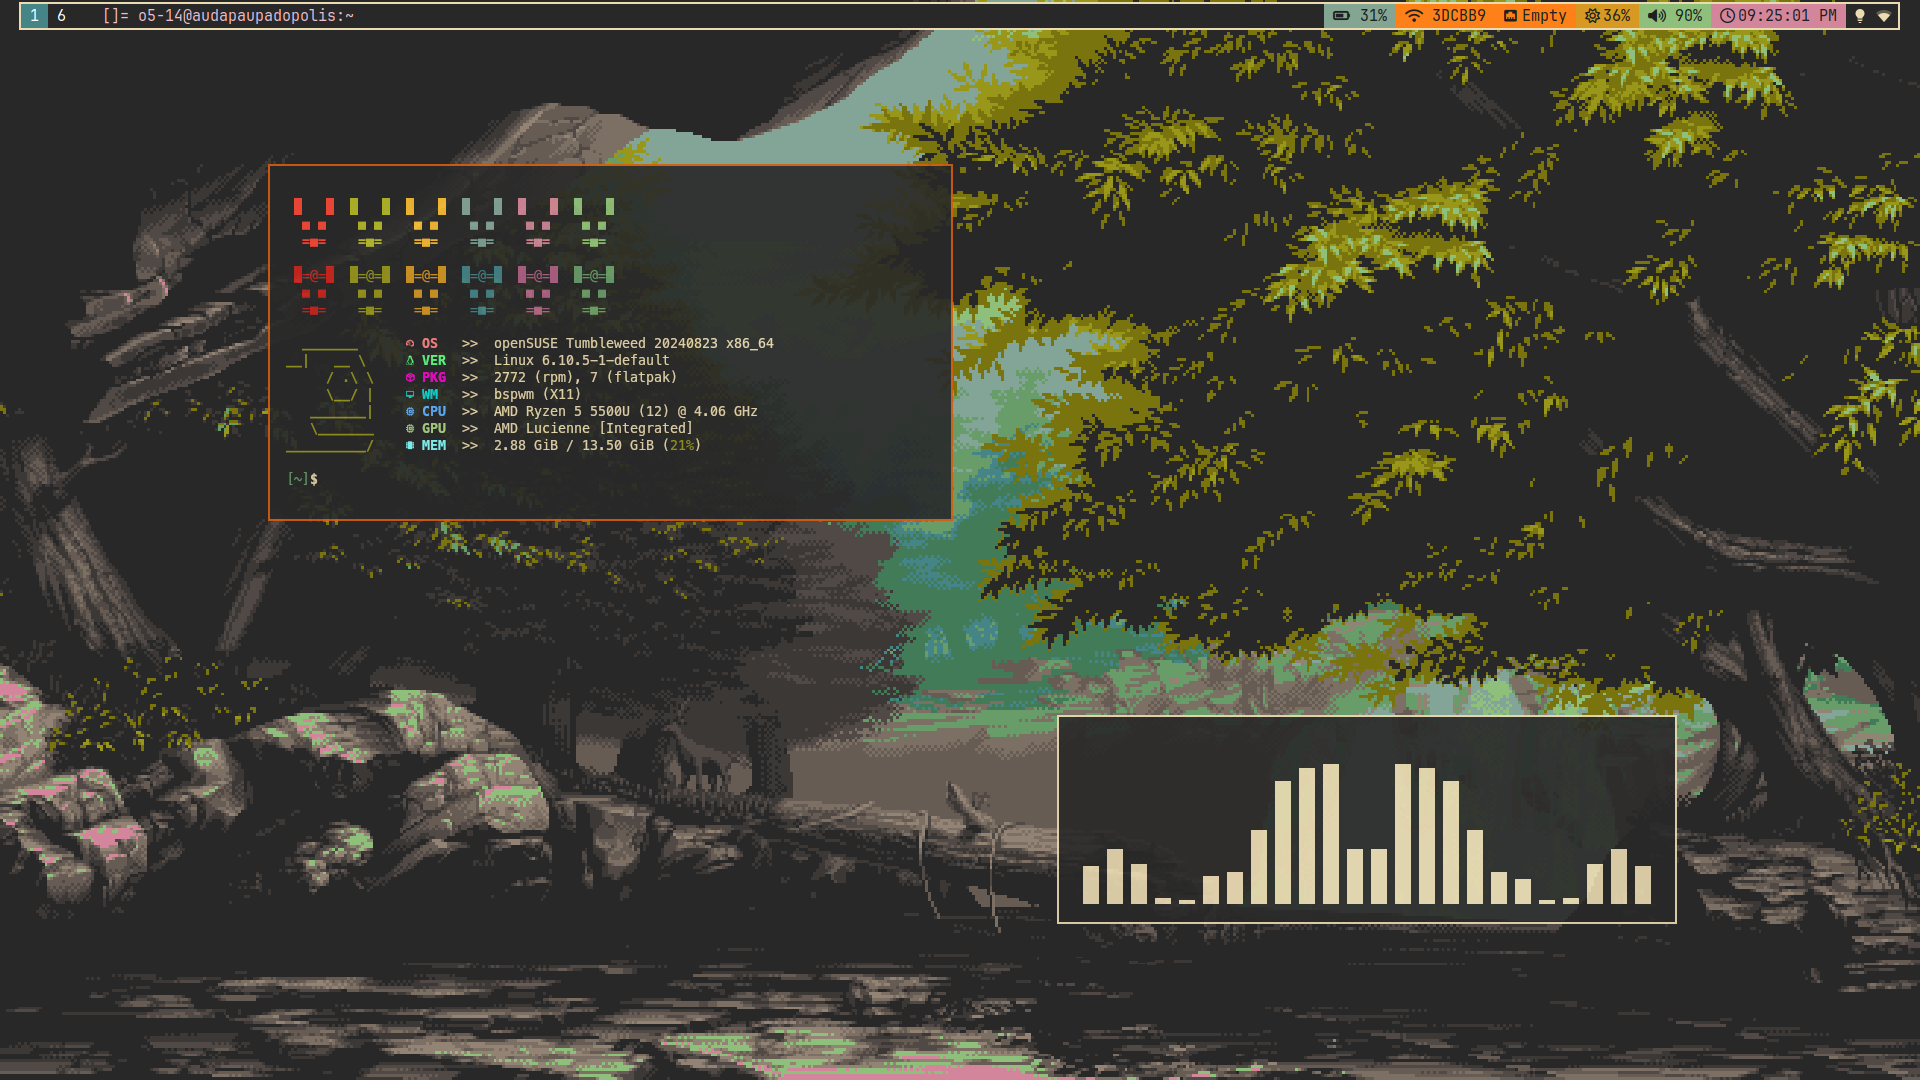 1 6 []= o5-14@audapaupadopolis:~ 31% 3DCBB9 Empty 36% 90% 09:25:01 PM
OS >> openSUSE Tumbleweed 20240823 x86_64
VER >> Linux 6.10.5-1-default
PKG >> 2772 (rpm), 7 (flatpak)
WM >> bspwm (X11)
CPU >> AMD Ryzen 5 5500U (12) @ 4.06 GHz
GPU >> AMD Lucienne [Integrated]
MEM >> 2.88 GiB / 13.50 GiB (21%)
[~]$